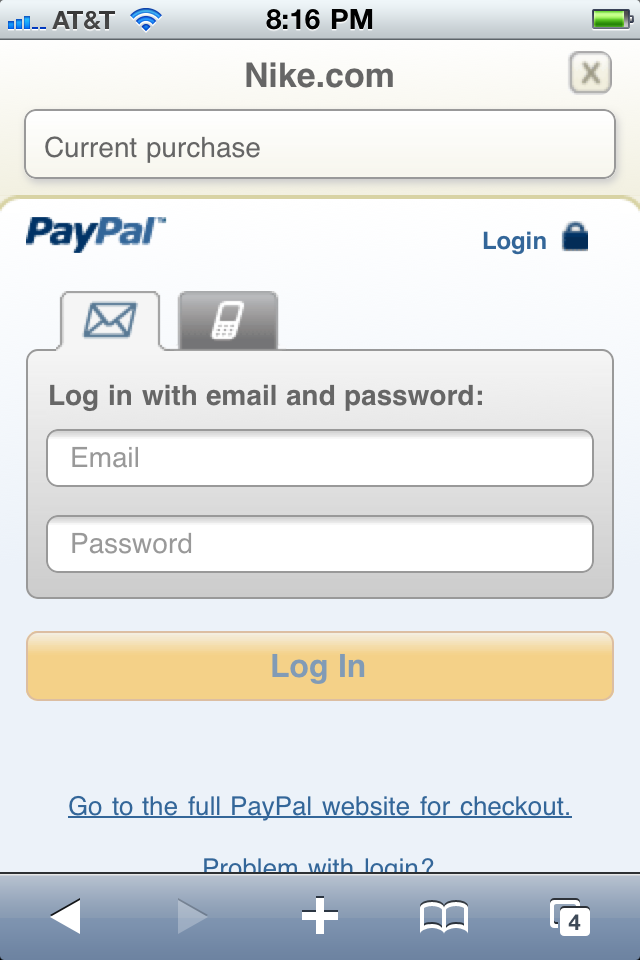 AT&T 8:16 PM
Nike.com X
Current purchase
PayPal™ Login
Log in with email and password:
Email
Password
Log In
Go to the full PayPal website for checkout.
Problem with login?
4